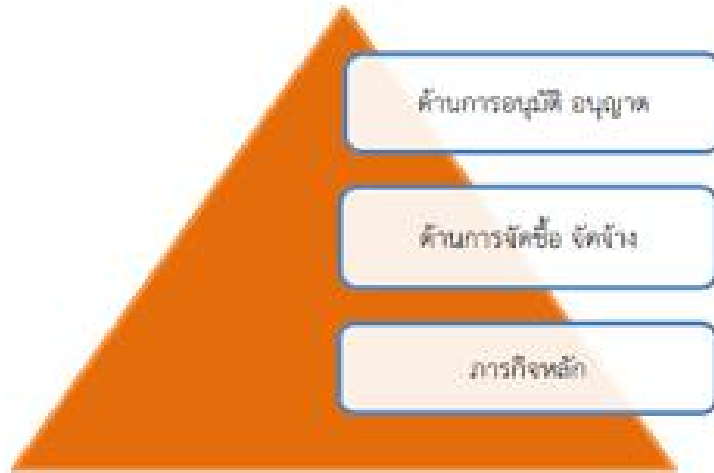 ด้านการอนุมัติ อนุญาต
ด้านการจัดซื้อ จัดจ้าง
ภารกิจหลัก